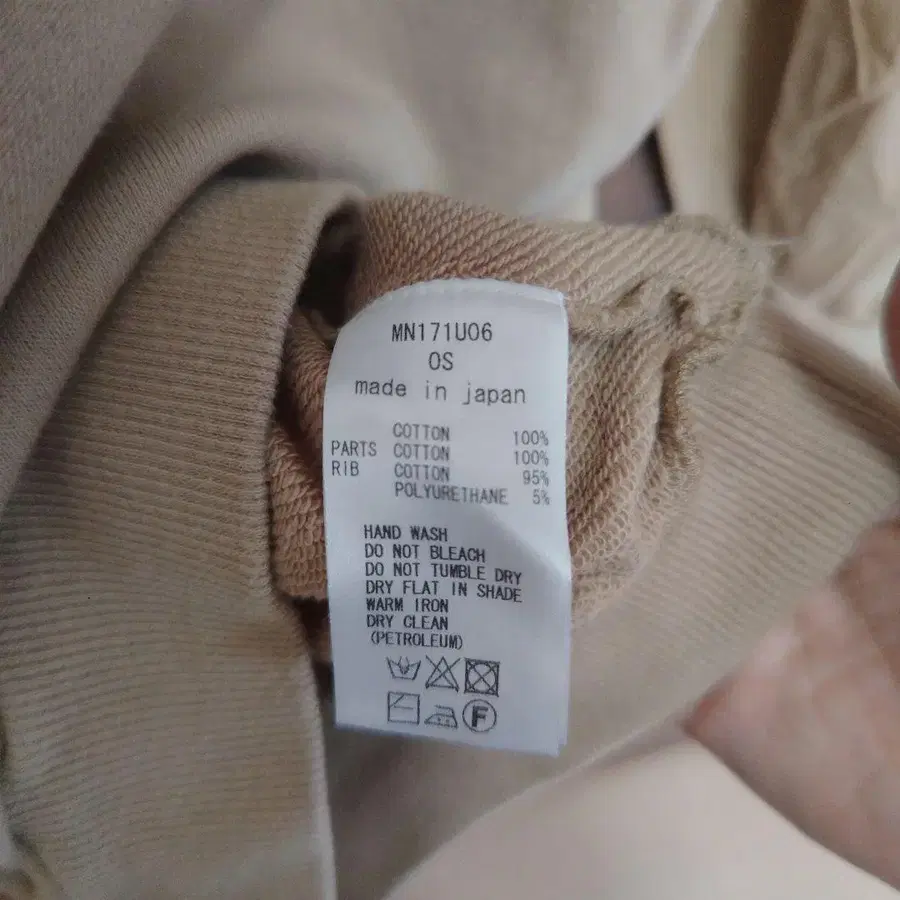 MN171U06
OS
made in japan
COTTON 100%
PARTS COTTON 100%
RIB COTTON 95%
POLYURETHANE 5%
HAND WASH
DO NOT BLEACH
DO NOT TUMBLE DRY
DRY FLAT IN SHADE
WARM IRON
DRY CLEAN
(PETROLEUM)
F